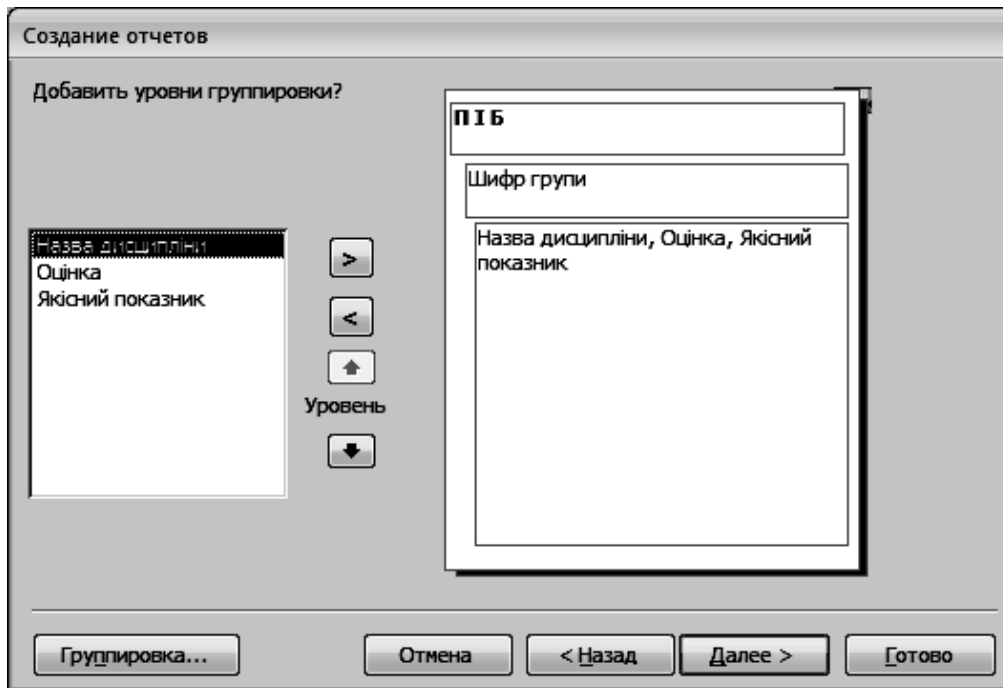 Создание отчетов
Добавить уровни группировки?
ПІБ
Шифр групи
Назва дисципліни, Оцінка, Якісний
показник
Назва дисципліни
Оцінка
Якісний показник
>
<
Уровень
Группировка...
Отмена
< Назад
Далее >
Готово